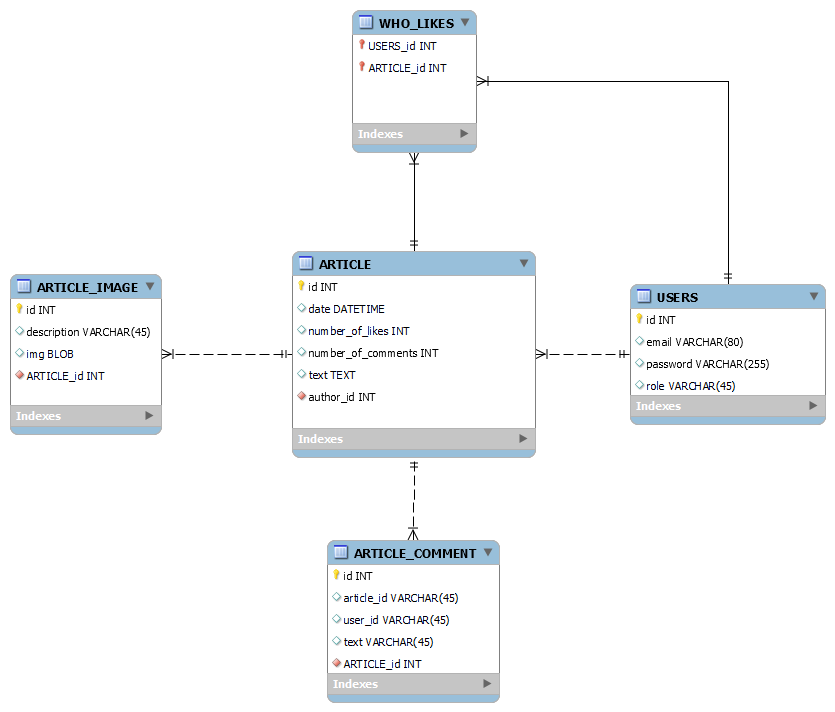 WHO_LIKES
USERS_id INT
ARTICLE_id INT
Indexes
ARTICLE_IMAGE
id INT
description VARCHAR(45)
img BLOB
ARTICLE_id INT
Indexes
ARTICLE
id INT
date DATETIME
number_of_likes INT
number_of_comments INT
text TEXT
author_id INT
Indexes
USERS
id INT
email VARCHAR(80)
password VARCHAR(255)
role VARCHAR(45)
Indexes
ARTICLE_COMMENT
id INT
article_id VARCHAR(45)
user_id VARCHAR(45)
text VARCHAR(45)
ARTICLE_id INT
Indexes